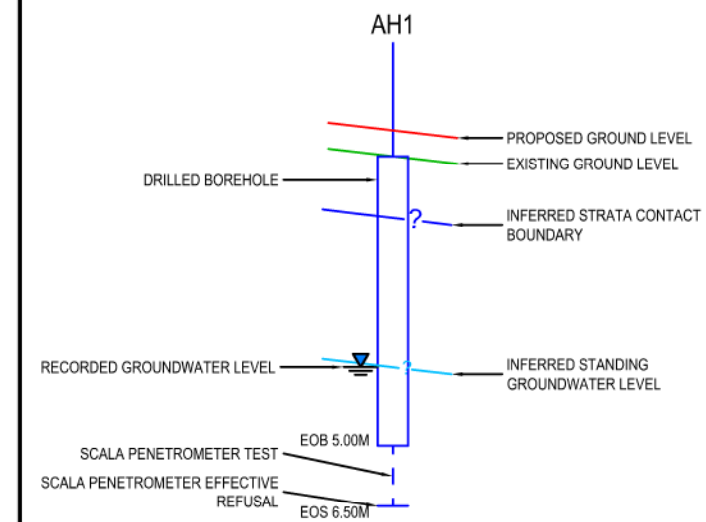 AH1
PROPOSED GROUND LEVEL
EXISTING GROUND LEVEL
DRILLED BOREHOLE
?
INFERRED STRATA CONTACT
BOUNDARY
RECORDED GROUNDWATER LEVEL
?
INFERRED STANDING
GROUNDWATER LEVEL
EOB 5.00M
SCALA PENETROMETER TEST
SCALA PENETROMETER EFFECTIVE
REFUSAL
EOS 6.50M